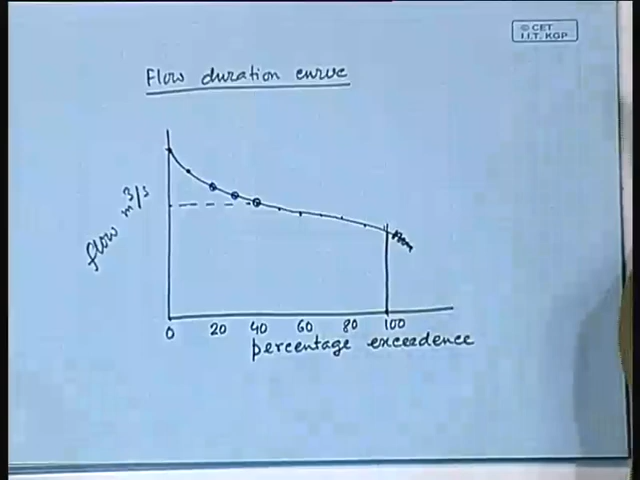 © CET
I.I.T. KGP
Flow duration curve
Flow m³/s
0 20 40 60 80 100
percentage exceedence